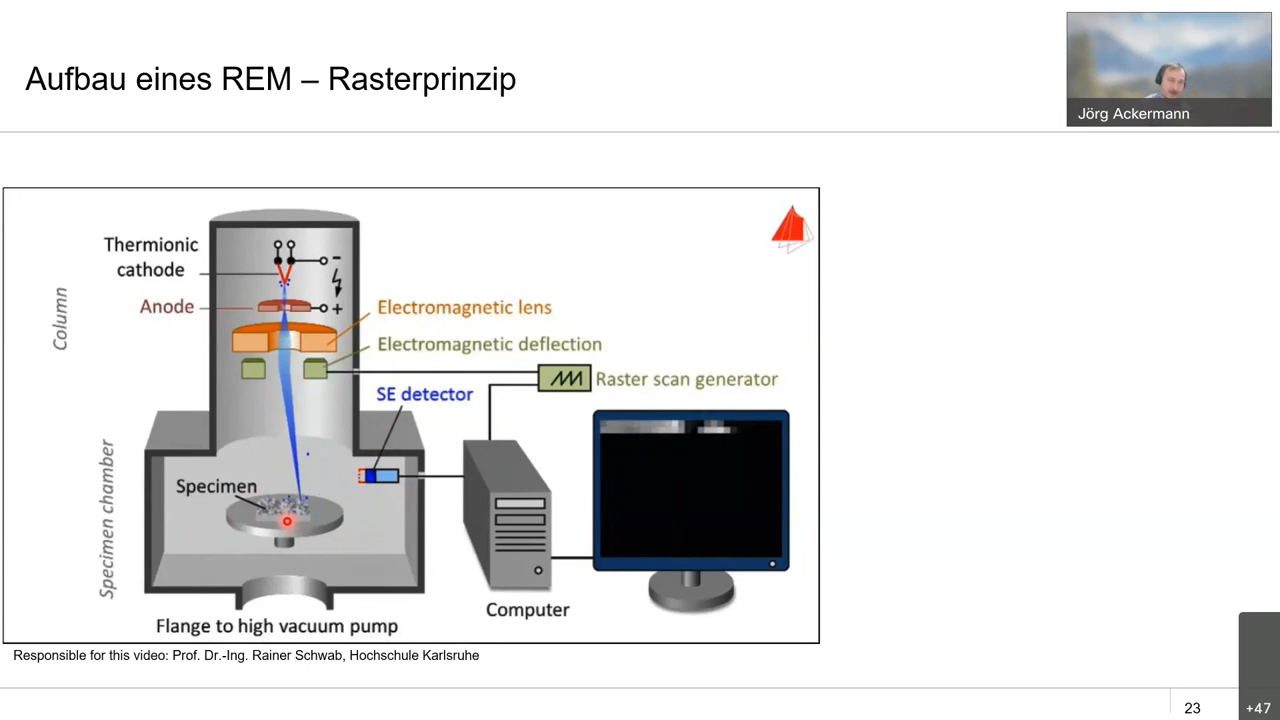 Aufbau eines REM – Rasterprinzip
Jörg Ackermann
Thermionic
cathode
-
Anode
+
Column
Electromagnetic lens
Electromagnetic deflection
Raster scan generator
SE detector
Specimen
Specimen chamber
Computer
Flange to high vacuum pump
Responsible for this video: Prof. Dr.-Ing. Rainer Schwab, Hochschule Karlsruhe
23
+47